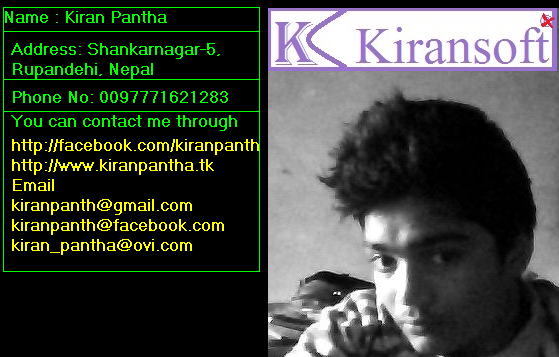 Name : Kiran Pantha
Address: Shankarnagar-5,
Rupandehi, Nepal
Phone No: 0097771621283
You can contact me through
http://facebook.com/kiranpanth
http://www.kiranpantha.tk
Email
kiranpanth@gmail.com
kiranpanth@facebook.com
kiran_pantha@ovi.com
K Kiransoft